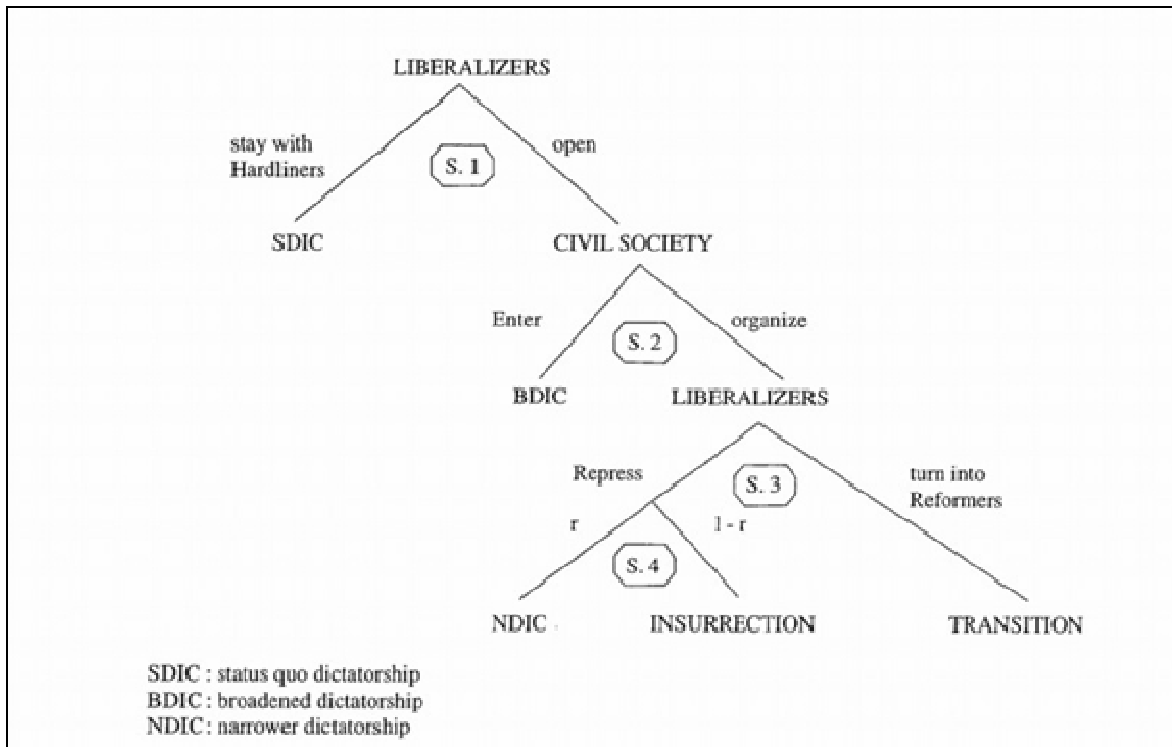 LIBERALIZERS
stay with
Hardliners
S. 1
open
SDIC
CIVIL SOCIETY
Enter
S. 2
organize
BDIC
LIBERALIZERS
Repress
S. 3
turn into
Reformers
r
1 - r
S. 4
NDIC
INSURRECTION
TRANSITION
SDIC : status quo dictatorship
BDIC : broadened dictatorship
NDIC : narrower dictatorship